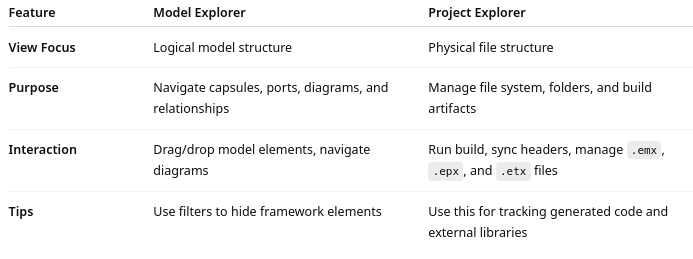 Feature Model Explorer Project Explorer
View Focus Logical model structure Physical file structure
Purpose Navigate capsules, ports, diagrams, and Manage file system, folders, and build
relationships artifacts
Interaction Drag/drop model elements, navigate Run build, sync headers, manage .emx ,
diagrams .epx , and .etx files
Tips Use filters to hide framework elements Use this for tracking generated code and
external libraries